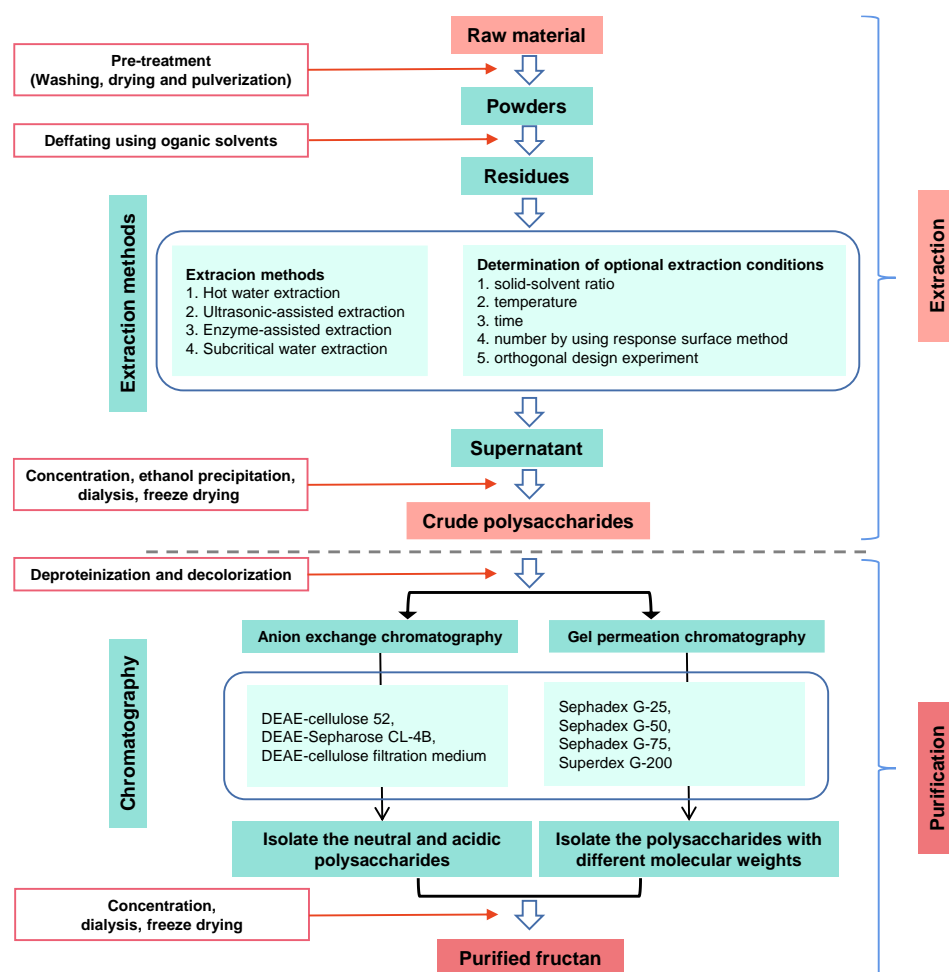 Raw material
Pre-treatment
(Washing, drying and pulverization)
Powders
Deffating using oganic solvents
Residues
Extraction methods
Extracion methods
1. Hot water extraction
2. Ultrasonic-assisted extraction
3. Enzyme-assisted extraction
4. Subcritical water extraction
Determination of optional extraction conditions
1. solid-solvent ratio
2. temperature
3. time
4. number by using response surface method
5. orthogonal design experiment
Extraction
Supernatant
Concentration, ethanol precipitation,
dialysis, freeze drying
Crude polysaccharides
Deproteinization and decolorization
Anion exchange chromatography
Gel permeation chromatography
Chromatography
DEAE-cellulose 52,
DEAE-Sepharose CL-4B,
DEAE-cellulose filtration medium
Sephadex G-25,
Sephadex G-50,
Sephadex G-75,
Superdex G-200
Purification
Isolate the neutral and acidic
polysaccharides
Isolate the polysaccharides with
different molecular weights
Concentration,
dialysis, freeze drying
Purified fructan